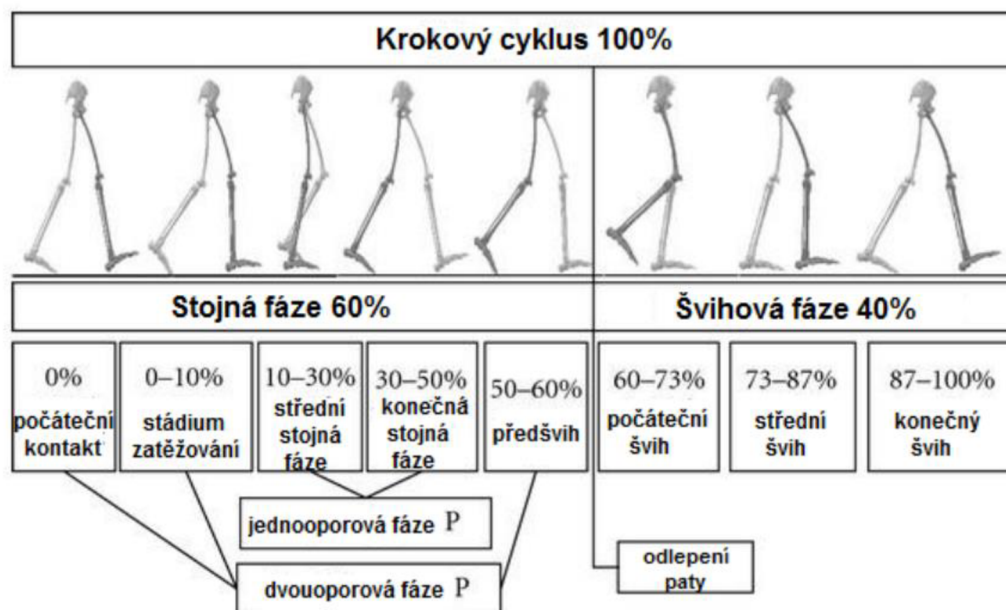 Krokový cyklus 100%
Stojná fáze 60%
Švihová fáze 40%
0%
počáteční
kontakt
0–10%
stádium
zatěžování
10–30%
střední
stojná
fáze
30–50%
konečná
stojná
fáze
50–60%
předšvih
60–73%
počáteční
švih
73–87%
střední
švih
87–100%
konečný
švih
jednooporová fáze P
dvouoporová fáze P
odlepení
paty